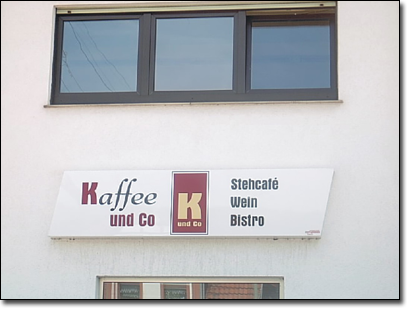 Kaffee
und Co
K
und Co
Stehcafé
Wein
Bistro